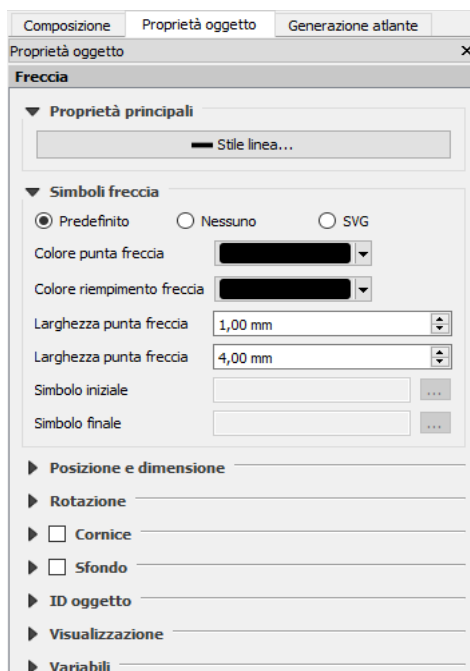 Composizione Proprietà oggetto Generazione atlante
Proprietà oggetto
Freccia
Proprietà principali
Stile linea...
Simboli freccia
Predefinito Nessuno SVG
Colore punta freccia
Colore riempimento freccia
Larghezza punta freccia 1,00 mm
Larghezza punta freccia 4,00 mm
Simbolo iniziale ...
Simbolo finale ...
Posizione e dimensione
Rotazione
Cornice
Sfondo
ID oggetto
Visualizzazione
Variabili